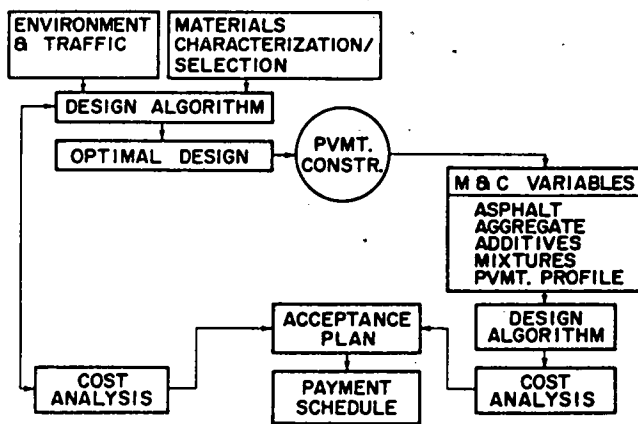 ENVIRONMENT
& TRAFFIC
MATERIALS
CHARACTERIZATION/
SELECTION
DESIGN ALGORITHM
OPTIMAL DESIGN
PVMT.
CONSTR.
M & C VARIABLES
ASPHALT
AGGREGATE
ADDITIVES
MIXTURES
PVMT. PROFILE
DESIGN
ALGORITHM
ACCEPTANCE
PLAN
COST
ANALYSIS
PAYMENT
SCHEDULE
COST
ANALYSIS